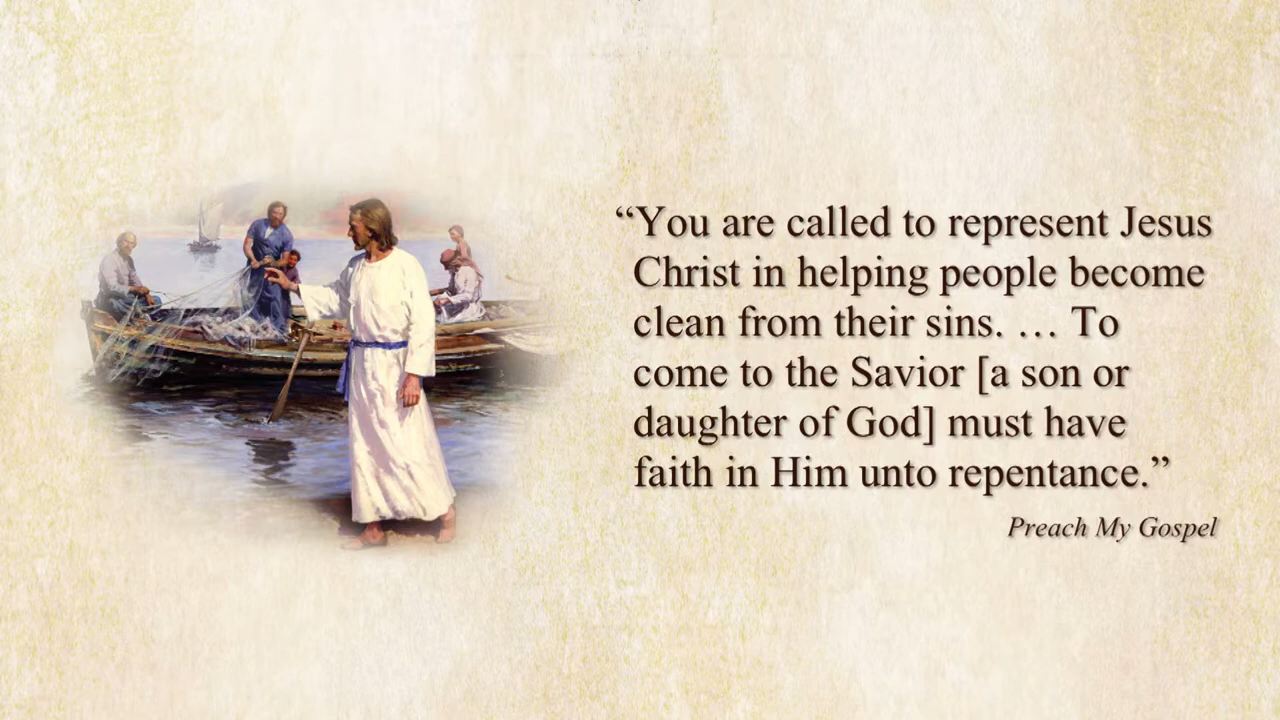 “You are called to represent Jesus
Christ in helping people become
clean from their sins. … To
come to the Savior [a son or
daughter of God] must have
faith in Him unto repentance.”
Preach My Gospel